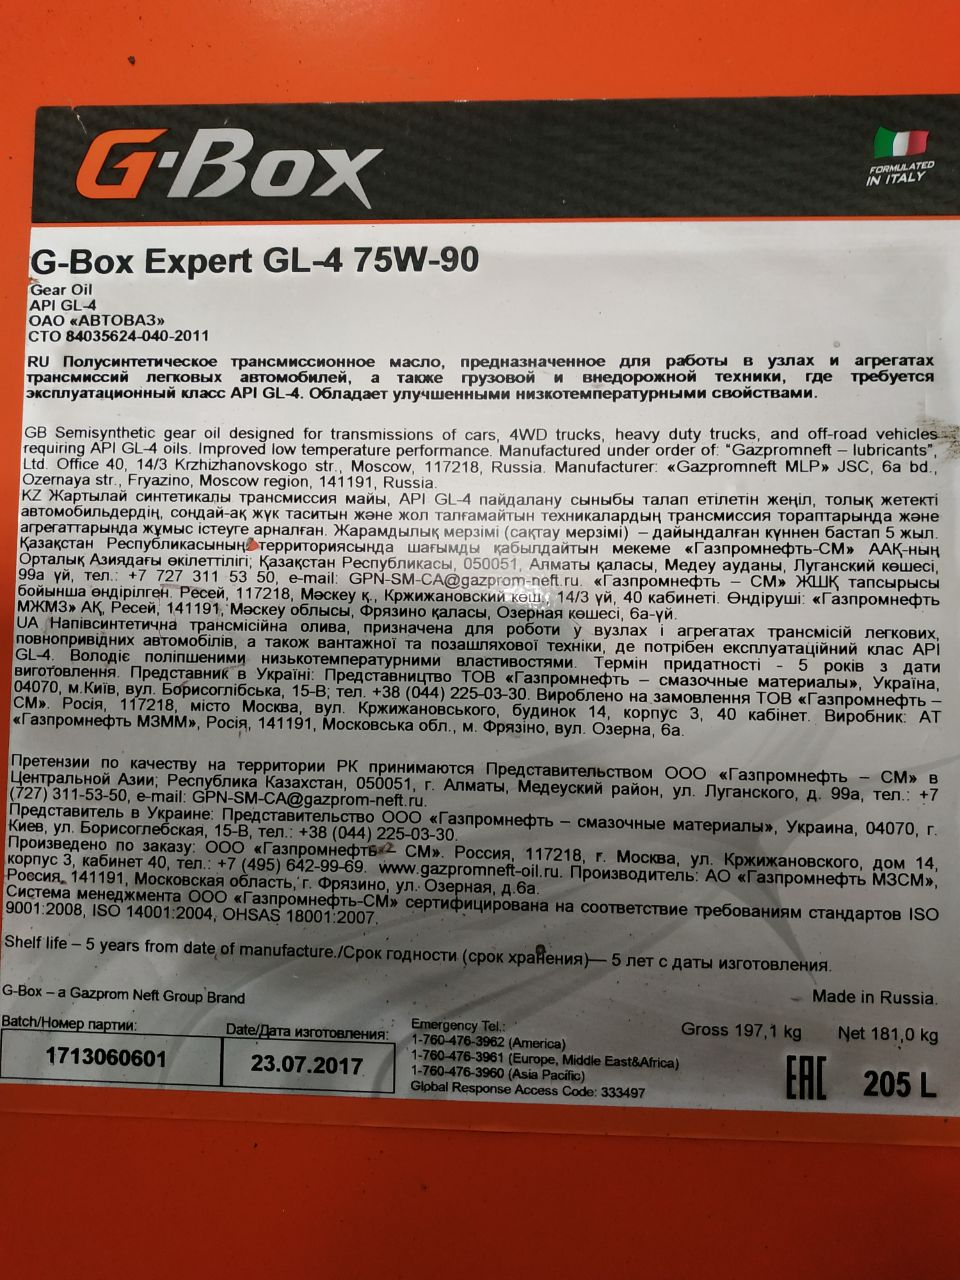 G-Box
FORMULATED
IN ITALY
G-Box Expert GL-4 75W-90
Gear Oil
API GL-4
ОАО «АВТОВАЗ»
СТО 84035624-040-2011
RU Полусинтетическое трансмиссионное масло, предназначенное для работы в узлах и агрегатах
трансмиссий легковых автомобилей, а также грузовой и внедорожной техники, где требуется
эксплуатационный класс API GL-4. Обладает улучшенными низкотемпературными свойствами.
GB Semisynthetic gear oil designed for transmissions of cars, 4WD trucks, heavy duty trucks, and off-road vehicles
requiring API GL-4 oils. Improved low temperature performance. Manufactured under order of: “Gazpromneft – lubricants”,
Ltd. Office 40, 14/3 Krzhizhanovskogo str., Moscow, 117218, Russia. Manufacturer: «Gazpromneft MLP» JSC, 6a bd.,
Ozernaya str., Fryazino, Moscow region, 141191, Russia.
KZ Жартылай синтетикалы трансмиссия майы, API GL-4 пайдалану сыныбы талап етілетін жеңіл, толық жетекті
автомобильдердің, сондай-ақ жүк таситын және жол талғамайтын техникалардың трансмиссия тораптарында және
агрегаттарында жұмыс істеуге арналған. Жарамдылық мерзімі (сақтау мерзімі) – дайындалған күннен бастап 5 жыл.
Қазақстан Республикасының территориясында шағымды қабылдайтын мекеме «Газпромнефть-СМ» ААҚ-ның
Орталық Азиядағы өкілеттілігі; Қазақстан Республикасы, 050051, Алматы қаласы, Медеу ауданы, Луганский көшесі,
99а үй, тел.: +7 727 311 53 50, e-mail: GPN-SM-CA@gazprom-neft.ru. «Газпромнефть – СМ» ЖШҚ тапсырысы
бойынша өндірілген. Ресей, 117218, Мәскеу қ., Кржижановский көш., 14/3 үй, 40 кабинеті. Өндіруші: «Газпромнефть
МЖМЗ» АҚ, Ресей, 141191, Мәскеу облысы, Фрязино қаласы, Озерная көшесі, 6а-үй.
UA Напівсинтетична трансмісійна олива, призначена для роботи у вузлах і агрегатах трансмісій легкових,
повнопривідних автомобілів, а також вантажної та позашляхової техніки, де потрібен експлуатаційний клас API
GL-4. Володіє поліпшеними низькотемпературними властивостями. Термін придатності - 5 років з дати
виготовлення. Представник в Україні: Представництво ТОВ «Газпромнефть – смазочные материалы», Україна,
04070, м.Київ, вул. Борисоглібська, 15-В; тел. +38 (044) 225-03-30. Вироблено на замовлення ТОВ «Газпромнефть –
СМ». Росія, 117218, місто Москва, вул. Кржижановського, будинок 14, корпус 3, 40 кабінет. Виробник: АТ
«Газпромнефть МЗММ», Росія, 141191, Московська обл., м. Фрязіно, вул. Озерна, 6а.
Претензии по качеству на территории РК принимаются Представительством ООО «Газпромнефть – СМ» в
Центральной Азии; Республика Казахстан, 050051, г. Алматы, Медеуский район, ул. Луганского, д. 99а, тел.: +7
(727) 311-53-50, e-mail: GPN-SM-CA@gazprom-neft.ru.
Представитель в Украине: Представительство ООО «Газпромнефть – смазочные материалы», Украина, 04070, г.
Киев, ул. Борисоглебская, 15-В, тел.: +38 (044) 225-03-30.
Произведено по заказу: ООО «Газпромнефть – СМ». Россия, 117218, г. Москва, ул. Кржижановского, дом 14,
корпус 3, кабинет 40, тел.: +7 (495) 642-99-69. www.gazpromneft-oil.ru. Производитель: АО «Газпромнефть МЗСМ»,
Россия, 141191, Московская область, г. Фрязино, ул. Озерная, д.6а.
Система менеджмента ООО «Газпромнефть-СМ» сертифицирована на соответствие требованиям стандартов ISO
9001:2008, ISO 14001:2004, OHSAS 18001:2007.
Shelf life – 5 years from date of manufacture./Срок годности (срок хранения)— 5 лет с даты изготовления.
G-Box – a Gazprom Neft Group Brand
Made in Russia.
Batch/Номер партии:
1713060601
Date/Дата изготовления:
23.07.2017
Emergency Tel.:
1-760-476-3962 (America)
1-760-476-3961 (Europe, Middle East&Africa)
1-760-476-3960 (Asia Pacific)
Global Response Access Code: 333497
Gross 197,1 kg Net 181,0 kg
EAC 205 L